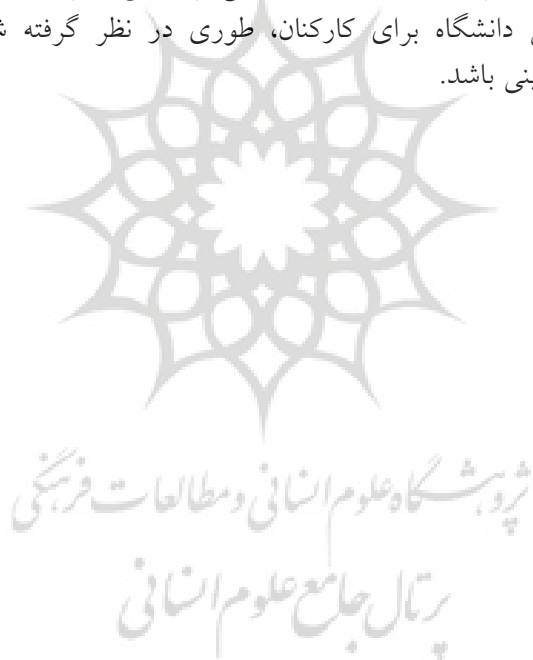 دانشگاه برای کارکنان، طوری در نظر گرفته
باشد.
پژوهشگاه علوم انسانی و مطالعات فرهنگی
پرتال جامع علوم انسانی